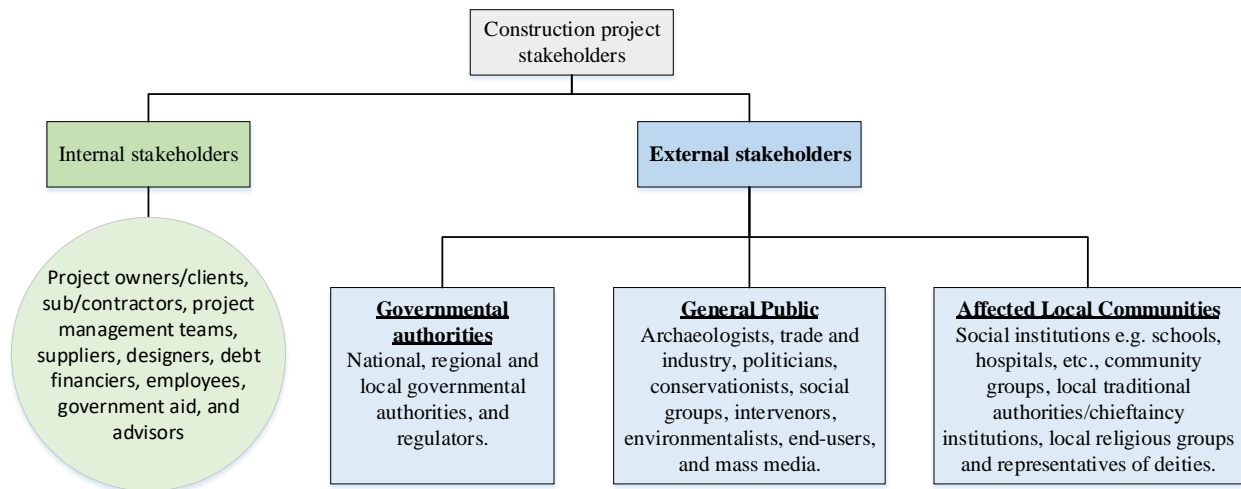 Construction project
stakeholders
Internal stakeholders
External stakeholders
Project owners/clients,
sub/contractors, project
management teams,
suppliers, designers, debt
financiers, employees,
government aid, and
advisors
Governmental
authorities
National, regional and
local governmental
authorities, and
regulators.
General Public
Archaeologists, trade and
industry, politicians,
conservationists, social
groups, intervenors,
environmentalists, end-users,
and mass media.
Affected Local Communities
Social institutions e.g. schools,
hospitals, etc., community
groups, local traditional
authorities/chieftaincy
institutions, local religious groups
and representatives of deities.